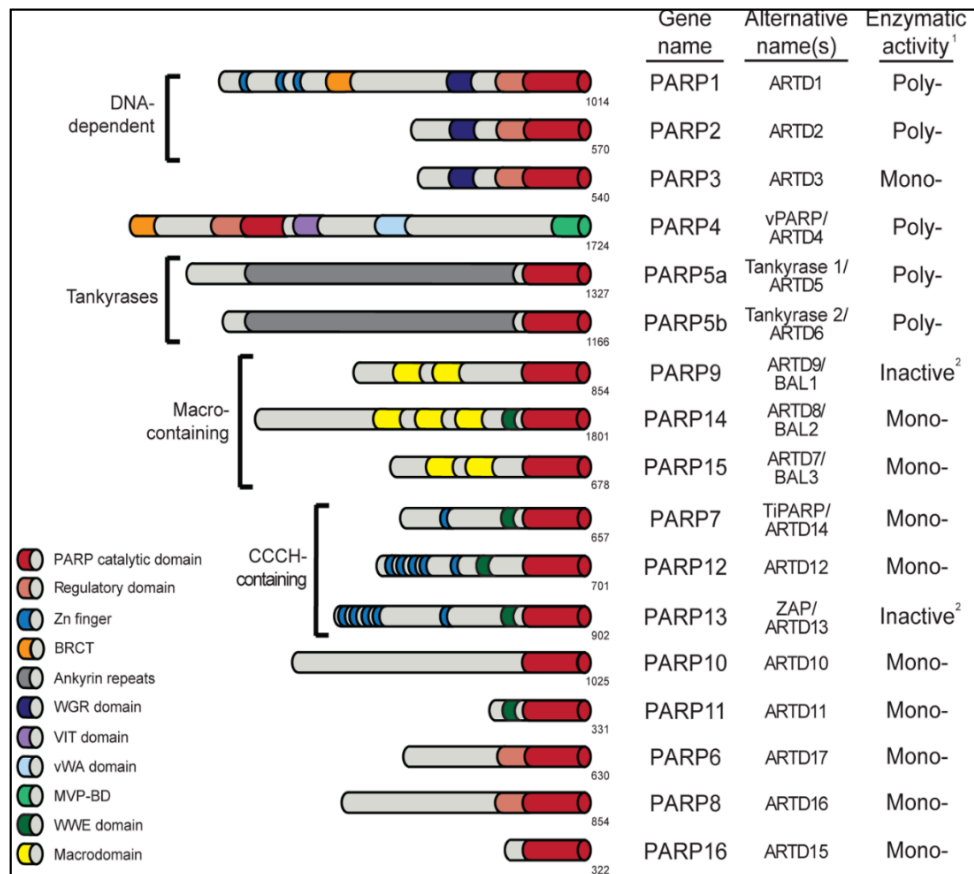 Gene name
Alternative name(s)
Enzymatic activity¹
DNA-dependent
1014
PARP1
ARTD1
Poly-
570
PARP2
ARTD2
Poly-
540
PARP3
ARTD3
Mono-
1724
PARP4
vPARP/
ARTD4
Poly-
Tankyrases
1327
PARP5a
Tankyrase 1/
ARTD5
Poly-
1166
PARP5b
Tankyrase 2/
ARTD6
Poly-
Macro-
containing
854
PARP9
ARTD9/
BAL1
Inactive²
1801
PARP14
ARTD8/
BAL2
Mono-
678
PARP15
ARTD7/
BAL3
Mono-
CCCH-
containing
657
PARP7
TiPARP/
ARTD14
Mono-
701
PARP12
ARTD12
Mono-
902
PARP13
ZAP/
ARTD13
Inactive²
1025
PARP10
ARTD10
Mono-
331
PARP11
ARTD11
Mono-
630
PARP6
ARTD17
Mono-
854
PARP8
ARTD16
Mono-
322
PARP16
ARTD15
Mono-
PARP catalytic domain
Regulatory domain
Zn finger
BRCT
Ankyrin repeats
WGR domain
VIT domain
vWA domain
MVP-BD
WWE domain
Macrodomain